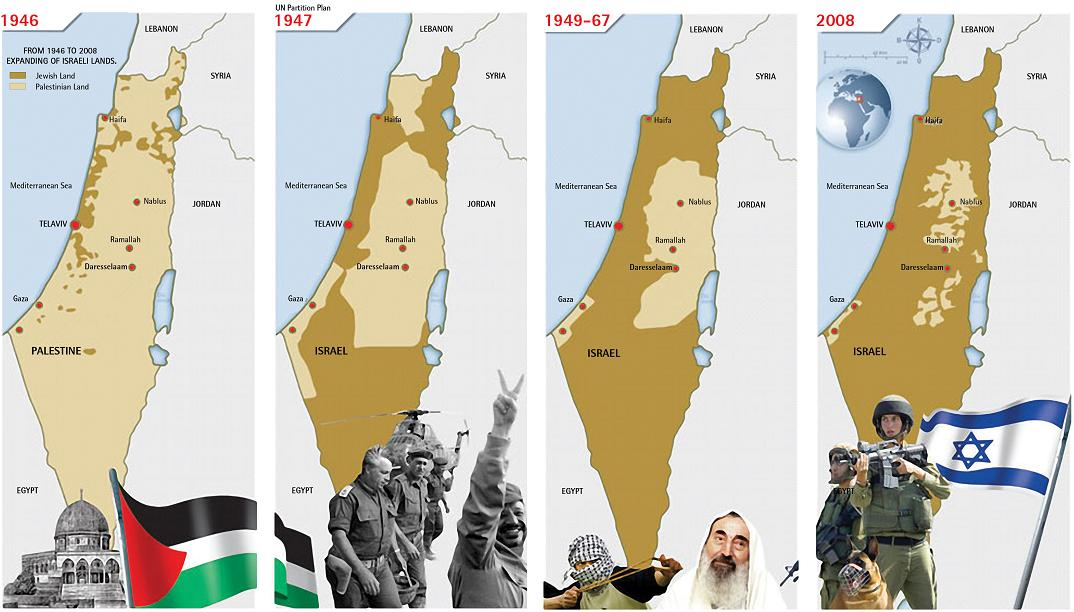 1946
FROM 1946 TO 2008
EXPANDING OF ISRAELI LANDS.
Jewish Land
Palestinian Land
LEBANON
SYRIA
Haifa
Mediterranean Sea
Nablus
JORDAN
TELAVIV
Ramallah
Daresselaam
Gaza
PALESTINE
EGYPT
UN Partition Plan
1947
LEBANON
SYRIA
Haifa
Mediterranean Sea
Nablus
JORDAN
TELAVIV
Ramallah
Daresselaam
Gaza
ISRAEL
EGYPT
1949-67
LEBANON
SYRIA
Haifa
Mediterranean Sea
Nablus
JORDAN
TELAVIV
Ramallah
Daresselaam
Gaza
ISRAEL
EGYPT
2008
K
B
D
LEBANON
SYRIA
Haifa
Mediterranean Sea
Nablus
JORDAN
TELAVIV
Ramallah
Daresselaam
Gaza
ISRAEL
EGYPT